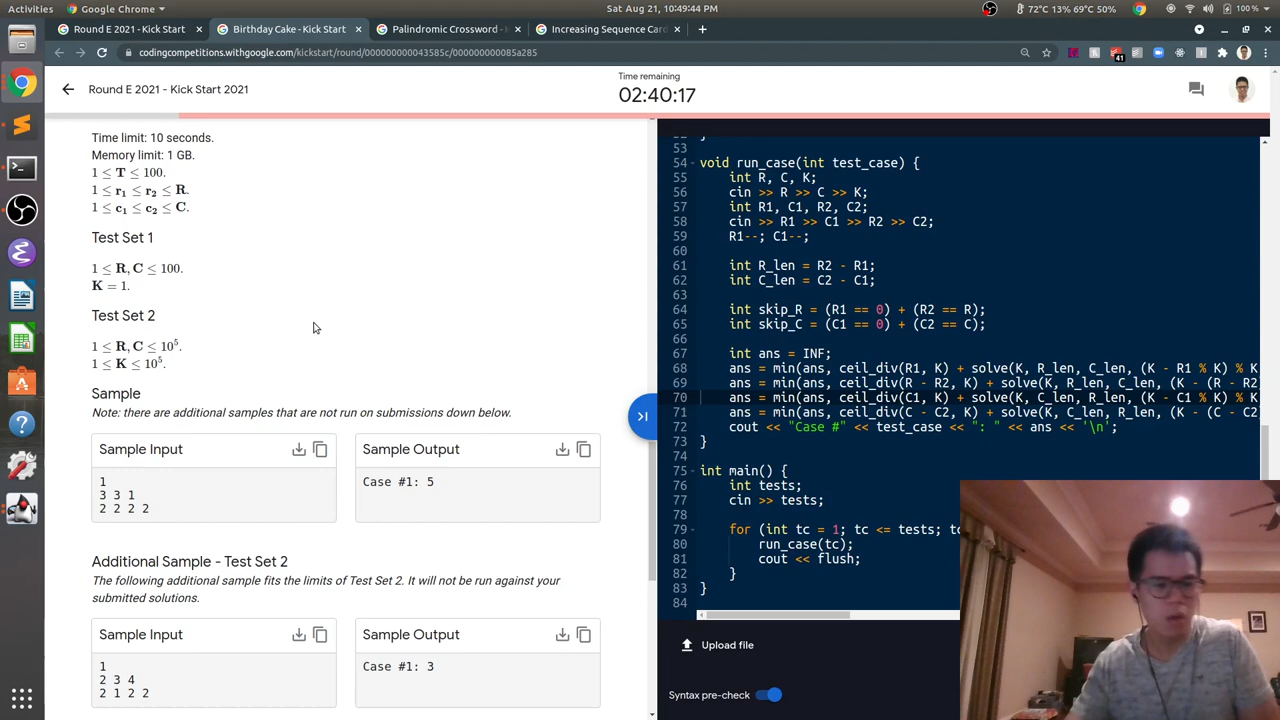 Activities
Google Chrome
Sat Aug 21, 10:49:44 PM
72°C 13% 69°C 50%
100 %
Round E 2021 - Kick Start
Birthday Cake - Kick Start
Palindromic Crossword -
Increasing Sequence Card
codingcompetitions.withgoogle.com/kickstart/round/000000000043585c/000000000085a285
41
Round E 2021 - Kick Start 2021
Time remaining
02:40:17
Time limit: 10 seconds.
Memory limit: 1 GB.
1 ≤ T ≤ 100.
1 ≤ r₁ ≤ r₂ ≤ R.
1 ≤ c₁ ≤ c₂ ≤ C.
Test Set 1
1 ≤ R, C ≤ 100.
K = 1.
Test Set 2
1 ≤ R, C ≤ 10⁵.
1 ≤ K ≤ 10⁵.
Sample
Note: there are additional samples that are not run on submissions down below.
Sample Input
1
3 3 1
2 2 2 2
Sample Output
Case #1: 5
Additional Sample - Test Set 2
The following additional sample fits the limits of Test Set 2. It will not be run against your
submitted solutions.
Sample Input
1
2 3 4
2 1 2 2
Sample Output
Case #1: 3
53
54 void run_case(int test_case) {
55 int R, C, K;
56 cin >> R >> C >> K;
57 int R1, C1, R2, C2;
58 cin >> R1 >> C1 >> R2 >> C2;
59 R1--; C1--;
60
61 int R_len = R2 - R1;
62 int C_len = C2 - C1;
63
64 int skip_R = (R1 == 0) + (R2 == R);
65 int skip_C = (C1 == 0) + (C2 == C);
66
67 int ans = INF;
68 ans = min(ans, ceil_div(R1, K) + solve(K, R_len, C_len, (K - R1 % K) % K
69 ans = min(ans, ceil_div(R - R2, K) + solve(K, R_len, C_len, (K - (R - R2
70 ans = min(ans, ceil_div(C1, K) + solve(K, C_len, R_len, (K - C1 % K) % K
71 ans = min(ans, ceil_div(C - C2, K) + solve(K, C_len, R_len, (K - (C - C2
72 cout << "Case #" << test_case << ": " << ans << '\n';
73 }
74
75 int main() {
76 int tests;
77 cin >> tests;
78
79 for (int tc = 1; tc <= tests; tc
80 run_case(tc);
81 cout << flush;
82 }
83 }
84
Upload file
Syntax pre-check